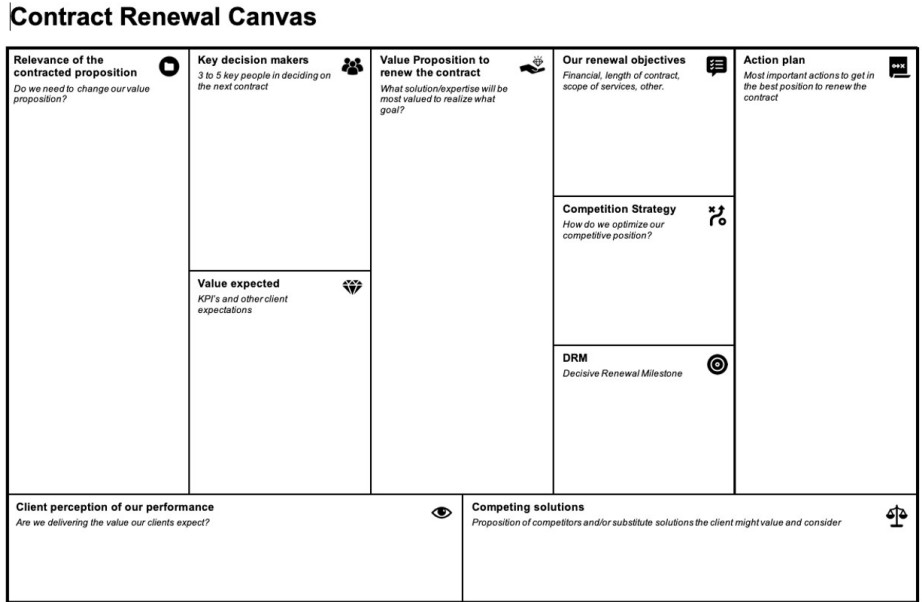 Contract Renewal Canvas
Relevance of the
contracted proposition
Do we need to change our value
proposition?
Key decision makers
3 to 5 key people in deciding on
the next contract
Value expected
KPI's and other client
expectations
Value Proposition to
renew the contract
What solution/expertise will be
most valued to realize what
goal?
Our renewal objectives
Financial, length of contract,
scope of services, other.
Competition Strategy
How do we optimize our
competitive position?
DRM
Decisive Renewal Milestone
Action plan
Most important actions to get in
the best position to renew the
contract
Client perception of our performance
Are we delivering the value our clients expect?
Competing solutions
Proposition of competitors and/or substitute solutions the client might value and consider